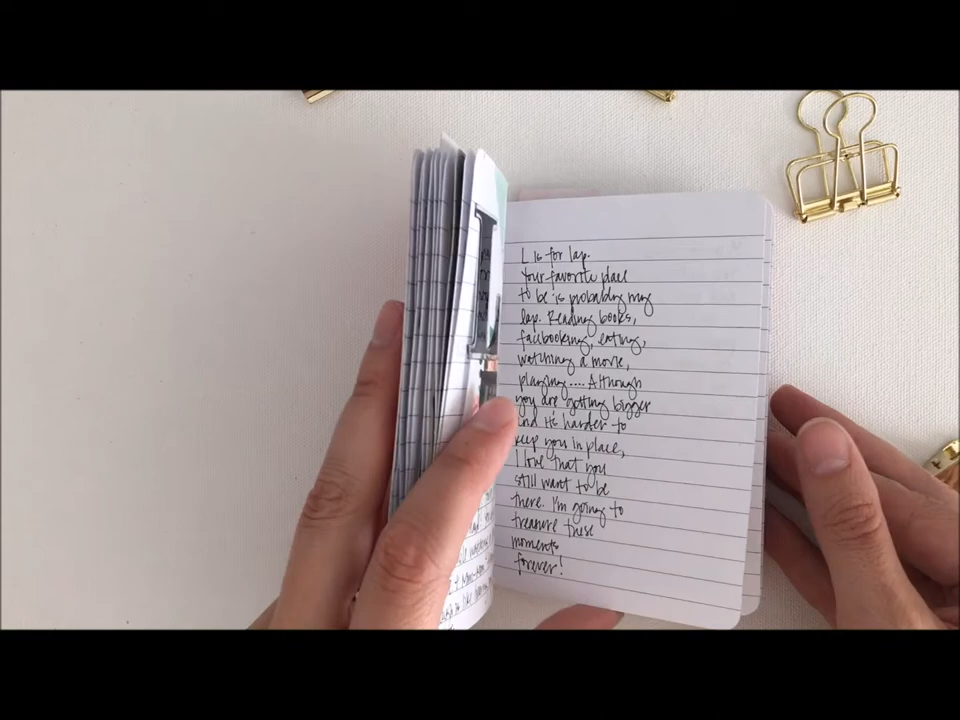 L is for lap.
Your favorite place
to be is probably my
lap. Reading books,
facebooking, eating,
watching a movie,
playing.... Although
you are getting bigger
and it's harder to
keep you in place,
I love that you
still want to be
there. I'm going to
treasure these
moments
forever!